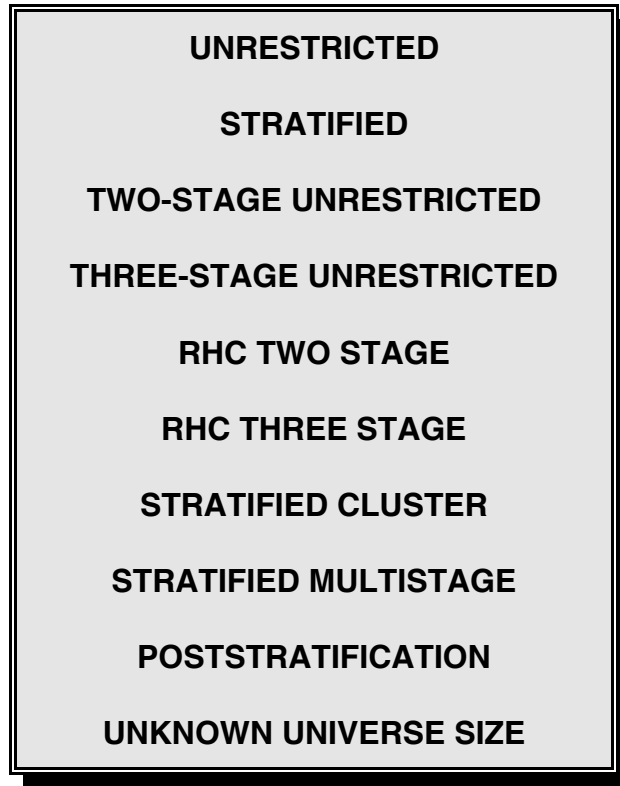 UNRESTRICTED
STRATIFIED
TWO-STAGE UNRESTRICTED
THREE-STAGE UNRESTRICTED
RHC TWO STAGE
RHC THREE STAGE
STRATIFIED CLUSTER
STRATIFIED MULTISTAGE
POSTSTRATIFICATION
UNKNOWN UNIVERSE SIZE